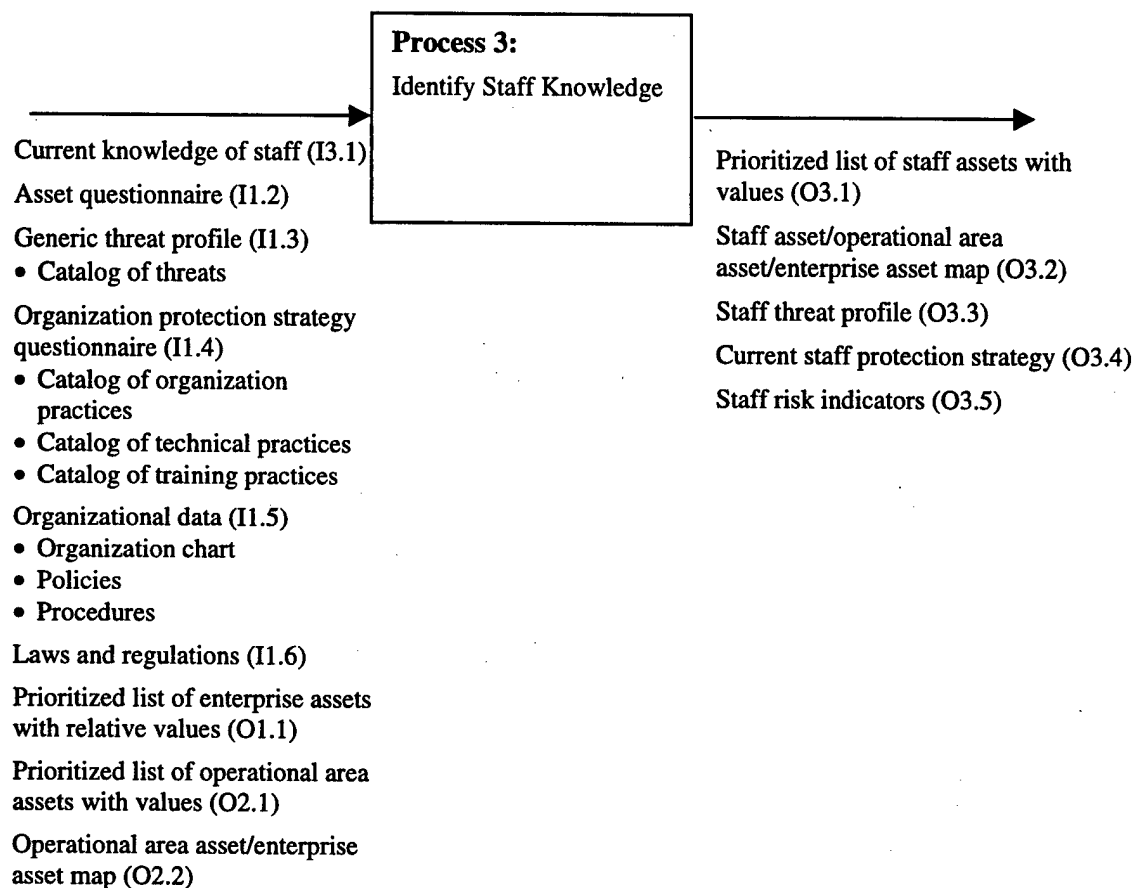 Process 3:
Identify Staff Knowledge
Current knowledge of staff (I3.1)
Asset questionnaire (I1.2)
Generic threat profile (I1.3)
• Catalog of threats
Organization protection strategy
questionnaire (I1.4)
• Catalog of organization
practices
• Catalog of technical practices
• Catalog of training practices
Organizational data (I1.5)
• Organization chart
• Policies
• Procedures
Laws and regulations (I1.6)
Prioritized list of enterprise assets
with relative values (O1.1)
Prioritized list of operational area
assets with values (O2.1)
Operational area asset/enterprise
asset map (O2.2)
Prioritized list of staff assets with
values (O3.1)
Staff asset/operational area
asset/enterprise asset map (O3.2)
Staff threat profile (O3.3)
Current staff protection strategy (O3.4)
Staff risk indicators (O3.5)